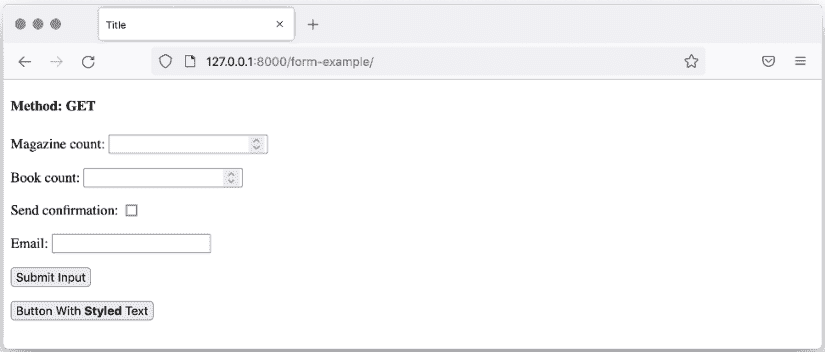 Title
127.0.0.1:8000/form-example/
Method: GET
Magazine count:
Book count:
Send confirmation:
Email:
Submit Input
Button With Styled Text